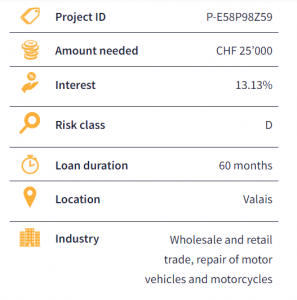 Project ID P-E58P98Z59
Amount needed CHF 25’000
Interest 13.13%
Risk class D
Loan duration 60 months
Location Valais
Industry Wholesale and retail
trade, repair of motor
vehicles and motorcycles